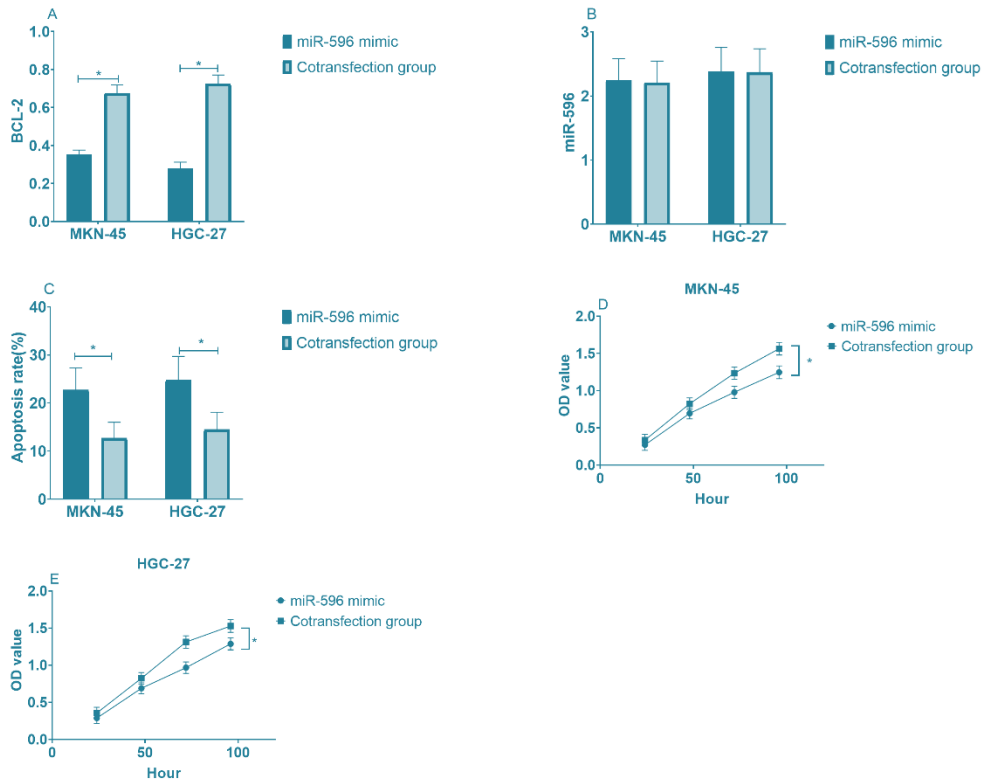 A
1.0
0.8
0.6
0.4
0.2
0.0
BCL-2
*
*
MKN-45
HGC-27
miR-596 mimic
Cotransfection group
B
3
2
1
0
miR-596
MKN-45
HGC-27
miR-596 mimic
Cotransfection group
C
40
30
20
10
0
Apoptosis rate(%)
*
*
MKN-45
HGC-27
miR-596 mimic
Cotransfection group
D
MKN-45
2.0
1.5
1.0
0.5
0.0
OD value
0
50
100
Hour
*
miR-596 mimic
Cotransfection group
E
HGC-27
2.0
1.5
1.0
0.5
0.0
OD value
0
50
100
Hour
*
miR-596 mimic
Cotransfection group